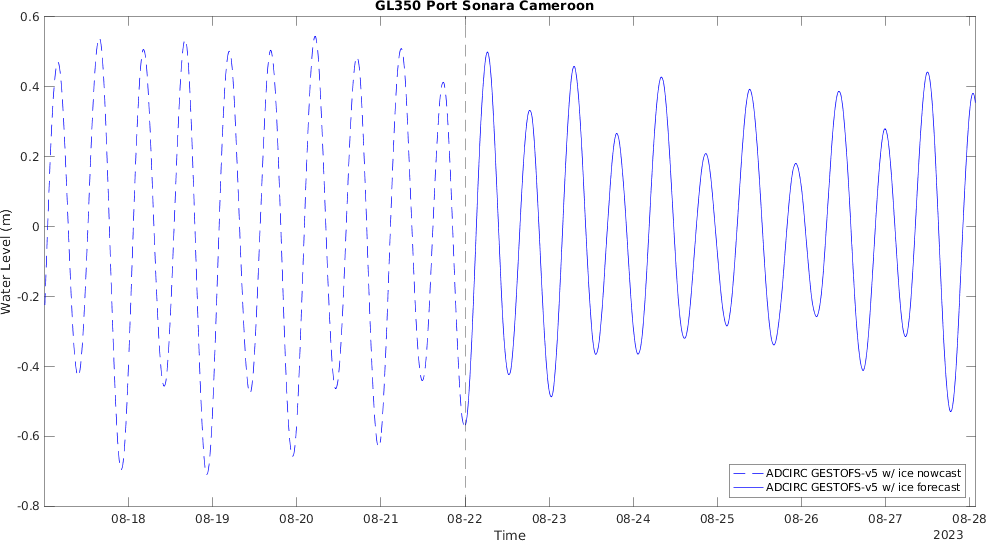 GL350 Port Sonara Cameroon
Water Level (m)
0.6
0.4
0.2
0
-0.2
-0.4
-0.6
-0.8
ADCIRC GESTOFS-v5 w/ ice nowcast
ADCIRC GESTOFS-v5 w/ ice forecast
08-18 08-19 08-20 08-21 08-22 08-23 08-24 08-25 08-26 08-27 08-28
Time
2023